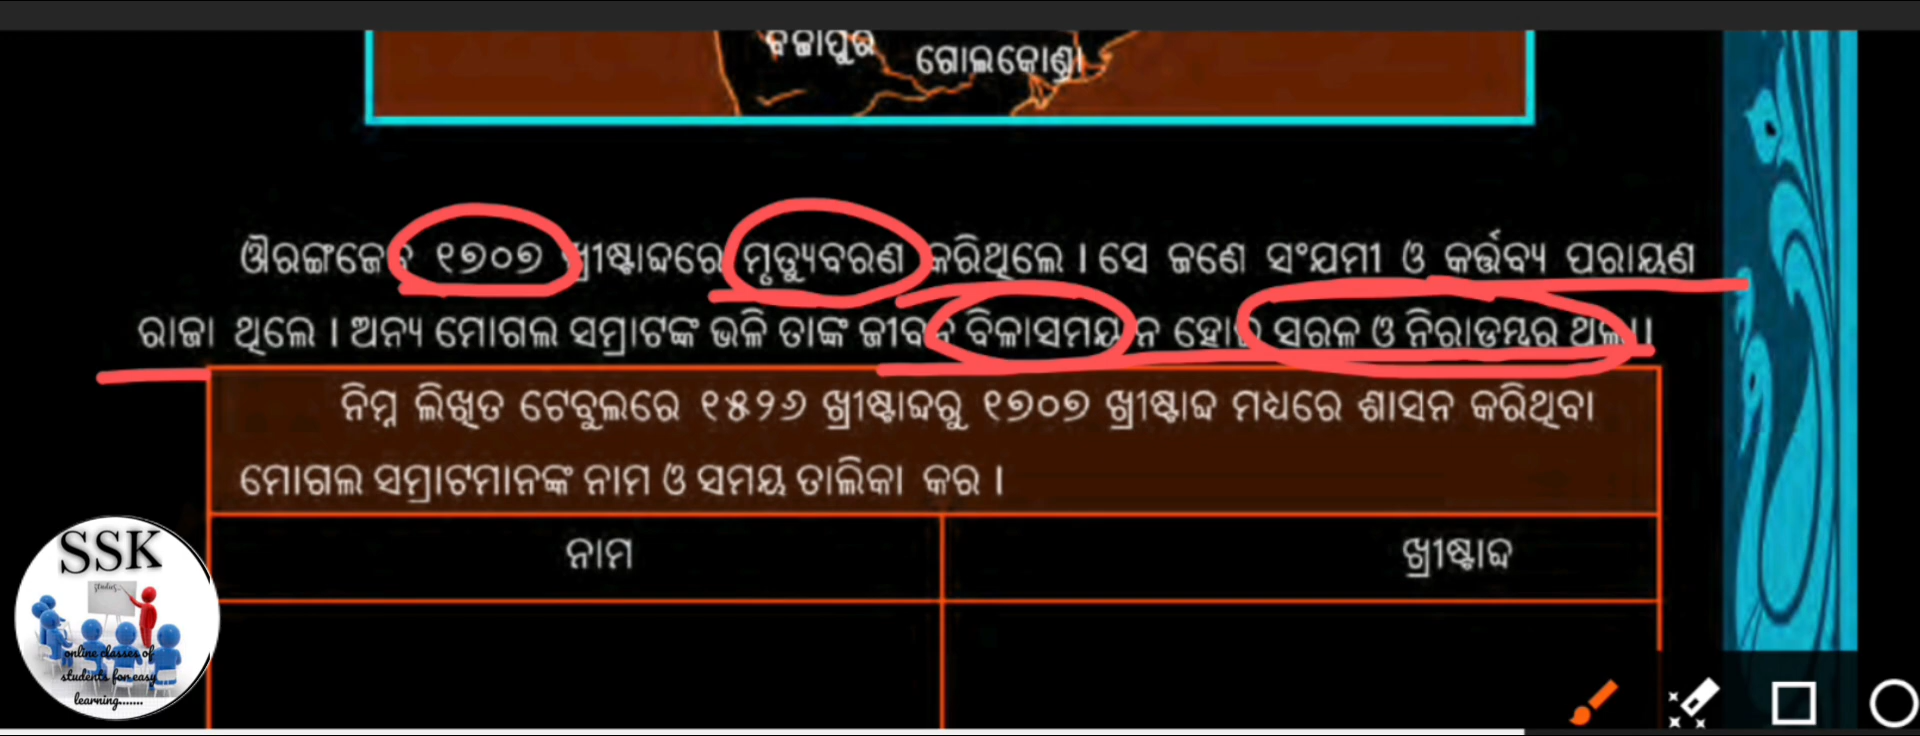 ବିଜାପୁର
ଗୋଲକୋଣ୍ଡା
ଔରଙ୍ଗଜେବ ୧୭୦୭ ଖ୍ରୀଷ୍ଟାବ୍ଦରେ ମୃତ୍ୟୁବରଣ କରିଥିଲେ । ସେ ଜଣେ ସଂଯମୀ ଓ କର୍ତ୍ତବ୍ୟ ପରାୟଣ
ରାଜା ଥିଲେ । ଅନ୍ୟ ମୋଗଲ ସମ୍ରାଟଙ୍କ ଭଳି ତାଙ୍କ ଜୀବନ ବିଳାସମୟ ନ ହୋଇ ସରଳ ଓ ନିରାଡମ୍ବର ଥିଲା ।
ନିମ୍ନ ଲିଖିତ ଟେବୁଲରେ ୧୫୨୬ ଖ୍ରୀଷ୍ଟାବ୍ଦରୁ ୧୭୦୭ ଖ୍ରୀଷ୍ଟାବ୍ଦ ମଧ୍ୟରେ ଶାସନ କରିଥିବା
ମୋଗଲ ସମ୍ରାଟମାନଙ୍କ ନାମ ଓ ସମୟ ତାଲିକା କର ।
ନାମ
ଖ୍ରୀଷ୍ଟାବ୍ଦ
SSK
studies...
online classes of
students for easy
learning.......